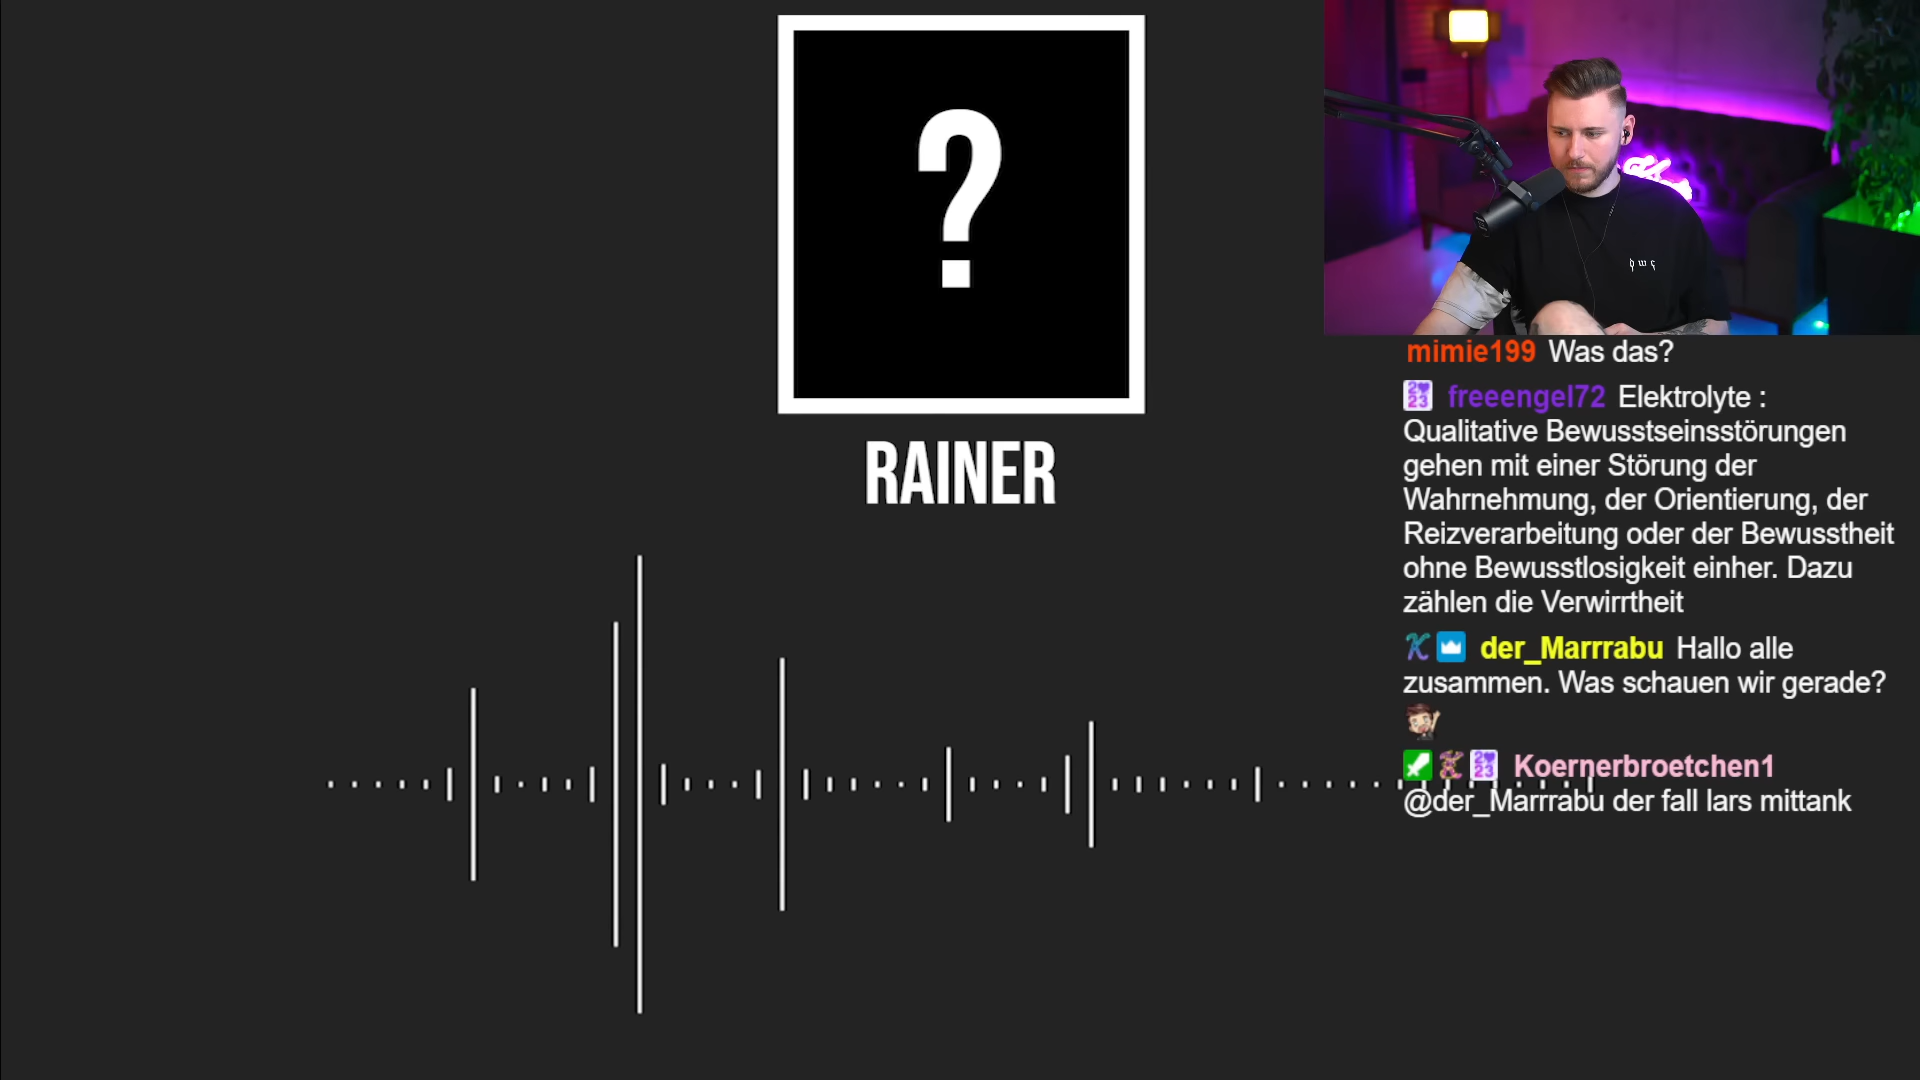 ?
RAINER
mimie199 Was das?
freeengel72 Elektrolyte :
Qualitative Bewusstseinsstörungen
gehen mit einer Störung der
Wahrnehmung, der Orientierung, der
Reizverarbeitung oder der Bewusstheit
ohne Bewusstlosigkeit einher. Dazu
zählen die Verwirrtheit
der_Marrrabu Hallo alle
zusammen. Was schauen wir gerade?
Koernerbroetchen1
@der_Marrrabu der fall lars mittank